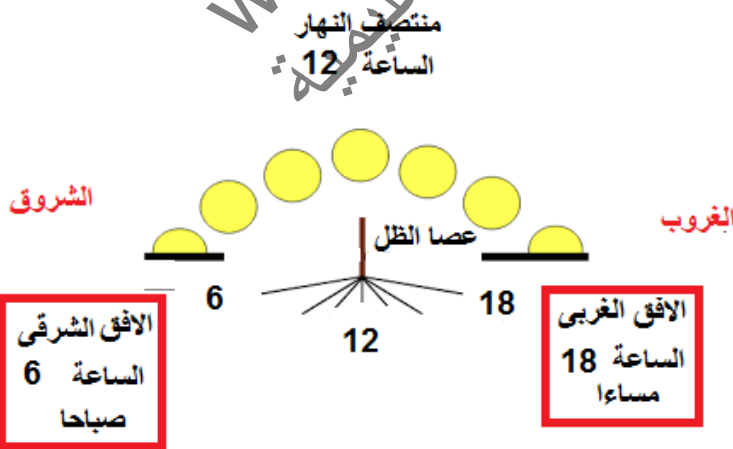 منتصف النهار
الساعة 12
الشروق
الغروب
عصا الظل
6
18
12
الافق الشرقى
الساعة 6
صباحا
الافق الغربى
الساعة 18
مساءا